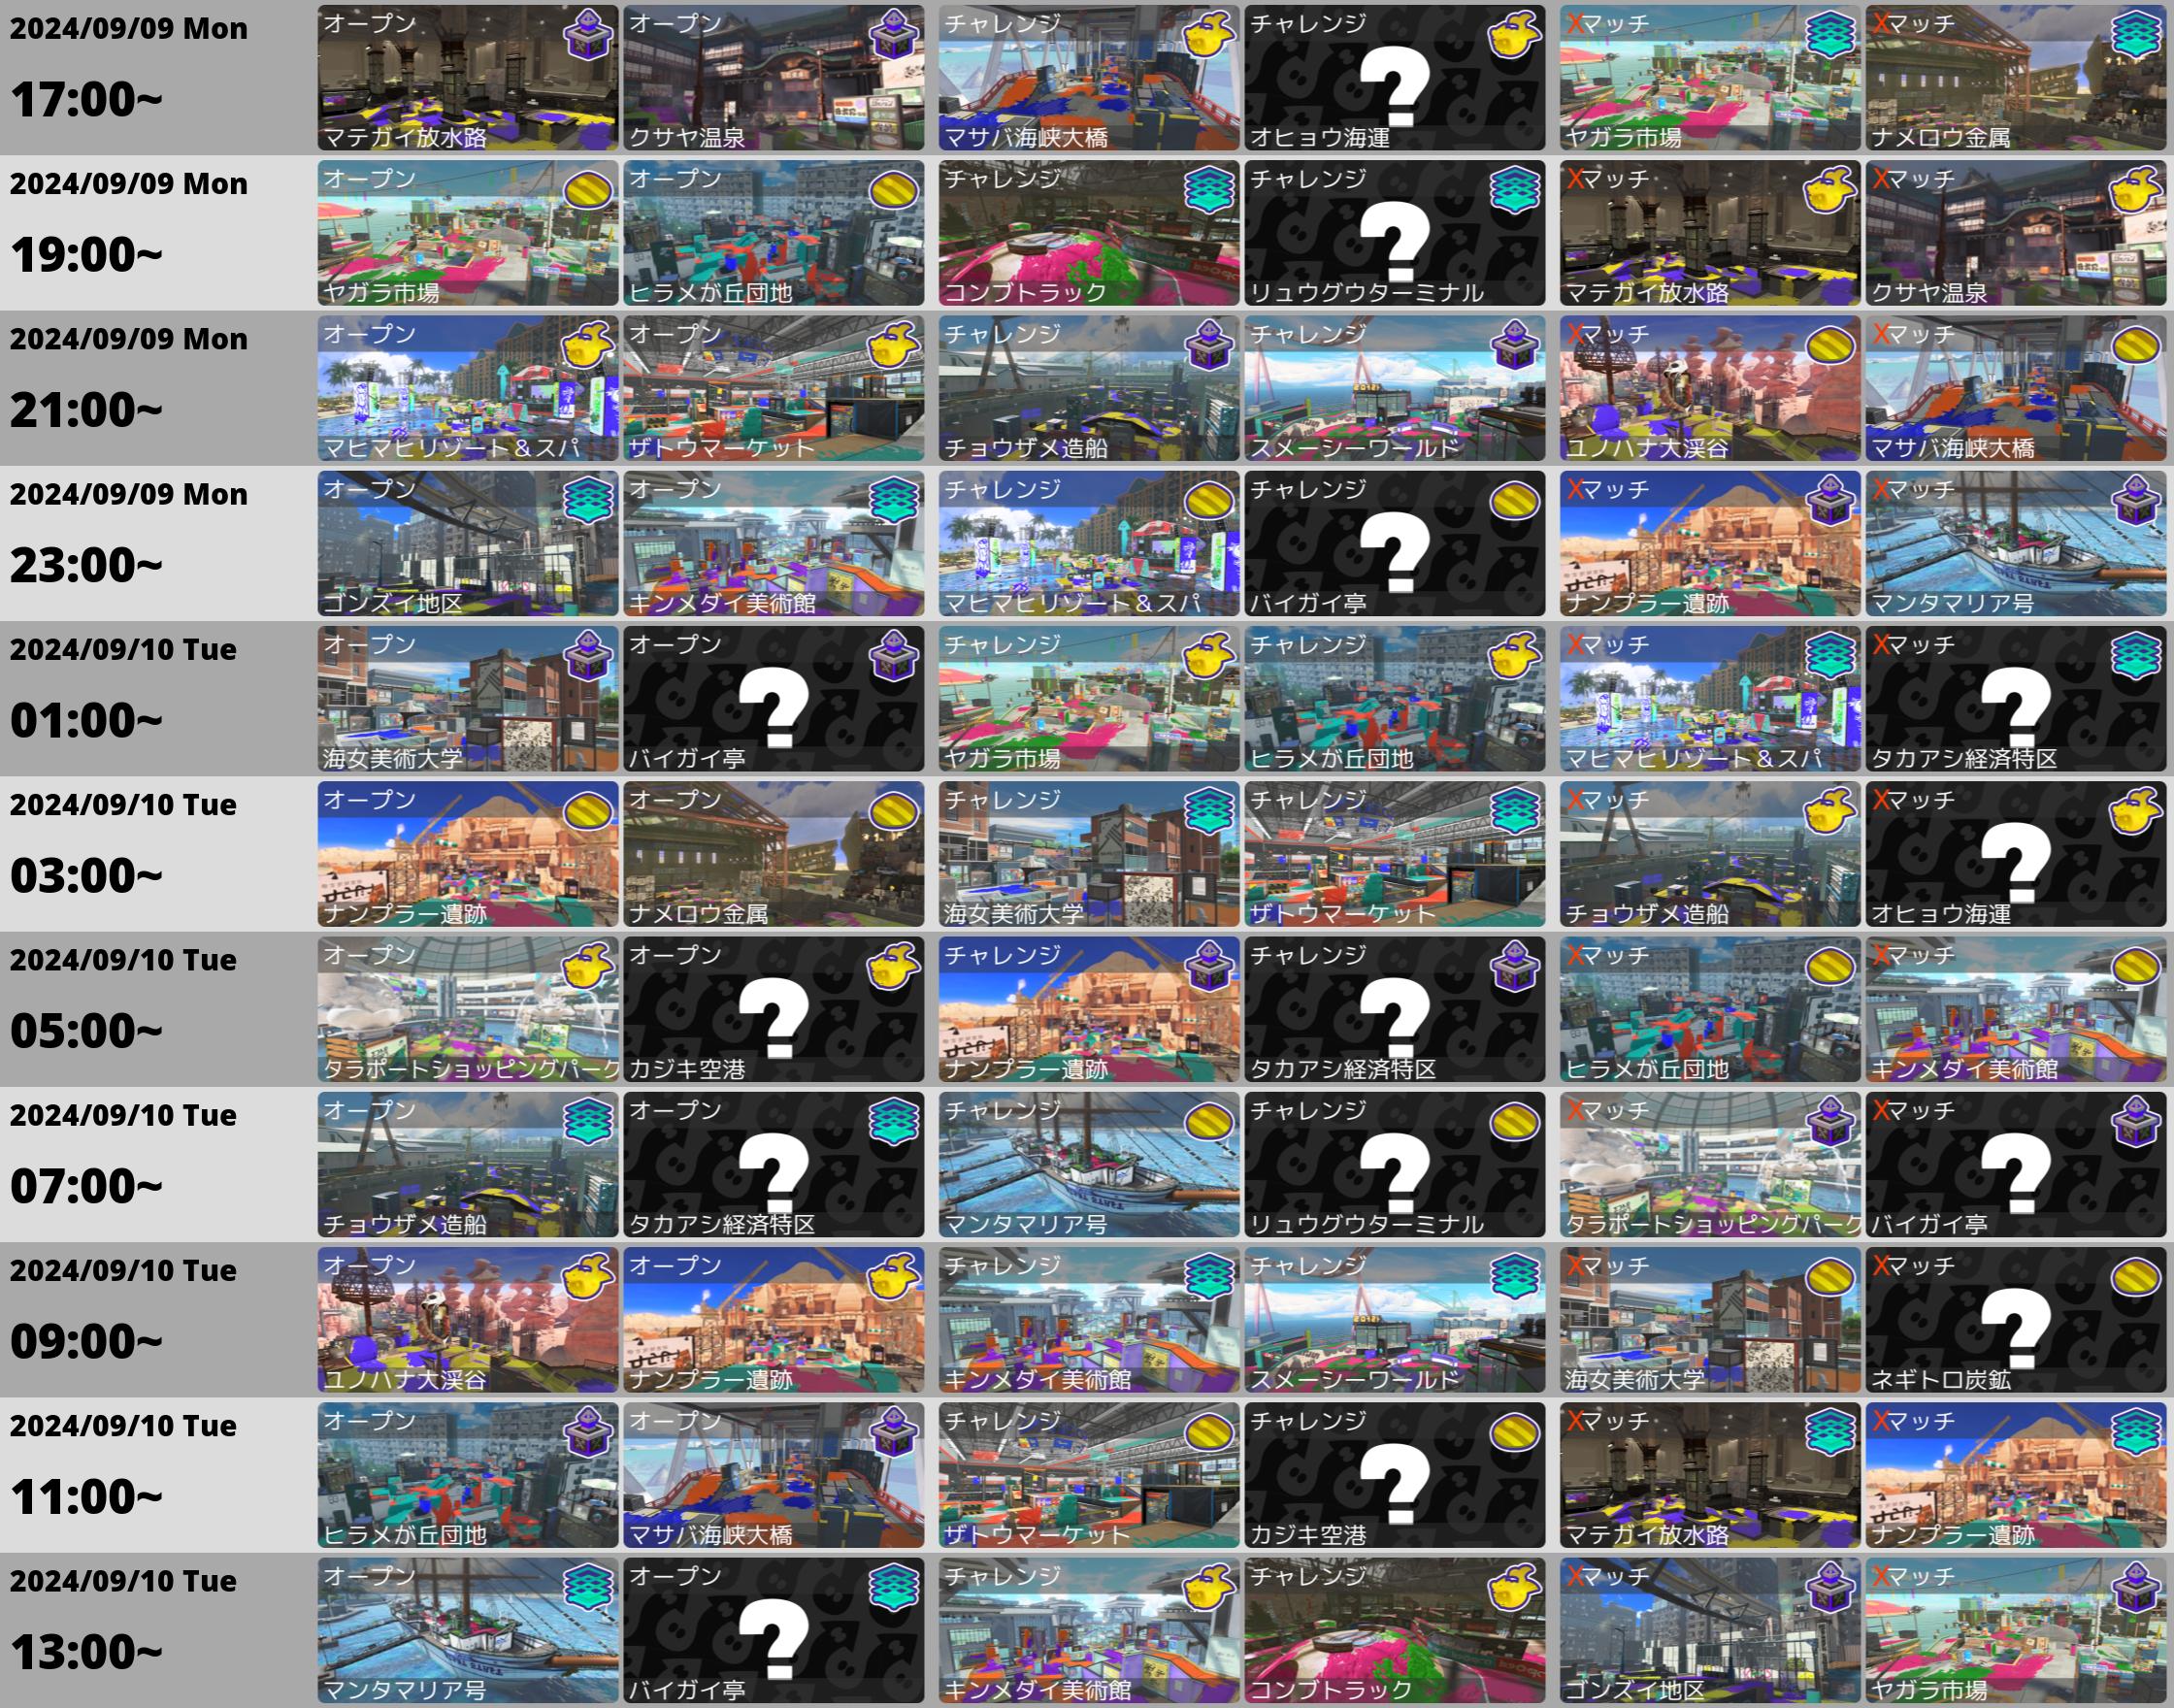 2024/09/09 Mon
17:00~
オープン
マテガイ放水路
オープン
クサヤ温泉
チャレンジ
マサバ海峡大橋
チャレンジ
?
オヒョウ海運
Xマッチ
ヤガラ市場
Xマッチ
ナメロウ金属
2024/09/09 Mon
19:00~
オープン
ヤガラ市場
オープン
ヒラメが丘団地
チャレンジ
コンブトラック
チャレンジ
?
リュウグウターミナル
Xマッチ
マテガイ放水路
Xマッチ
クサヤ温泉
2024/09/09 Mon
21:00~
オープン
マヒマヒリゾート&スパ
オープン
ザトウマーケット
チャレンジ
チョウザメ造船
チャレンジ
スメーシーワールド
Xマッチ
ユノハナ大渓谷
Xマッチ
マサバ海峡大橋
2024/09/09 Mon
23:00~
オープン
ゴンズイ地区
オープン
キンメダイ美術館
チャレンジ
マヒマヒリゾート&スパ
チャレンジ
?
バイガイ亭
Xマッチ
ナンプラー遺跡
Xマッチ
マンタマリア号
2024/09/10 Tue
01:00~
オープン
海女美術大学
オープン
?
バイガイ亭
チャレンジ
ヤガラ市場
チャレンジ
ヒラメが丘団地
Xマッチ
マヒマヒリゾート&スパ
Xマッチ
?
タカアシ経済特区
2024/09/10 Tue
03:00~
オープン
ナンプラー遺跡
オープン
ナメロウ金属
チャレンジ
海女美術大学
チャレンジ
ザトウマーケット
Xマッチ
チョウザメ造船
Xマッチ
?
オヒョウ海運
2024/09/10 Tue
05:00~
オープン
タラポートショッピングパーク
オープン
?
カジキ空港
チャレンジ
ナンプラー遺跡
チャレンジ
?
タカアシ経済特区
Xマッチ
ヒラメが丘団地
Xマッチ
キンメダイ美術館
2024/09/10 Tue
07:00~
オープン
チョウザメ造船
オープン
?
タカアシ経済特区
チャレンジ
マンタマリア号
チャレンジ
?
リュウグウターミナル
Xマッチ
タラポートショッピングパーク
Xマッチ
?
バイガイ亭
2024/09/10 Tue
09:00~
オープン
ユノハナ大渓谷
オープン
ナンプラー遺跡
チャレンジ
キンメダイ美術館
チャレンジ
スメーシーワールド
Xマッチ
海女美術大学
Xマッチ
?
ネギトロ炭鉱
2024/09/10 Tue
11:00~
オープン
ヒラメが丘団地
オープン
マサバ海峡大橋
チャレンジ
ザトウマーケット
チャレンジ
?
カジキ空港
Xマッチ
マテガイ放水路
Xマッチ
ナンプラー遺跡
2024/09/10 Tue
13:00~
オープン
マンタマリア号
オープン
?
バイガイ亭
チャレンジ
キンメダイ美術館
チャレンジ
コンブトラック
Xマッチ
ゴンズイ地区
Xマッチ
ヤガラ市場